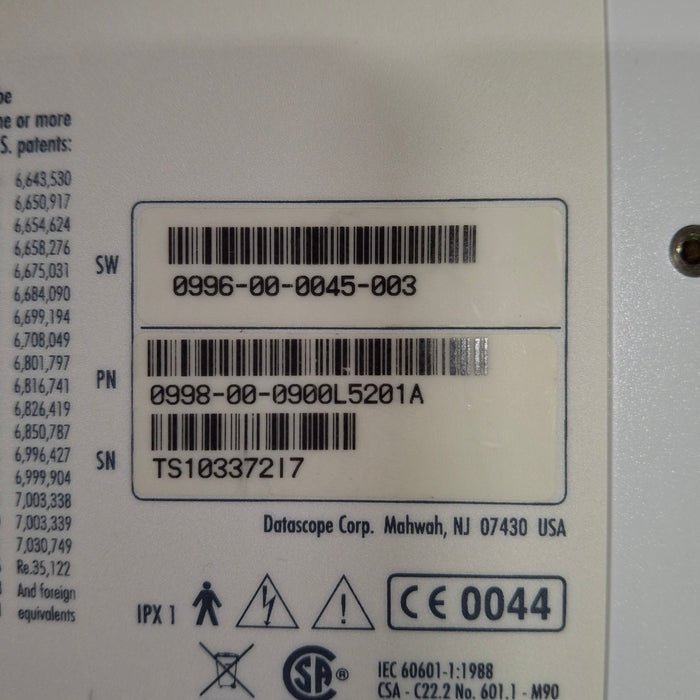 ne or more
S. patents:
6,643,530
6,650,917
6,654,624
6,658,276
6,675,031
6,684,090
6,699,194
6,708,049
6,801,797
6,816,741
6,826,419
6,850,787
6,996,427
6,999,904
7,003,338
7,003,339
7,030,749
Re.35,122
And foreign
equivalents
SW
0996-00-0045-003
PN
0998-00-0900L5201A
SN
TS103372I7
Datascope Corp. Mahwah, NJ 07430 USA
IPX 1
CE 0044
SA ®
IEC 60601-1:1988
CSA - C22.2 No. 601.1 - M90